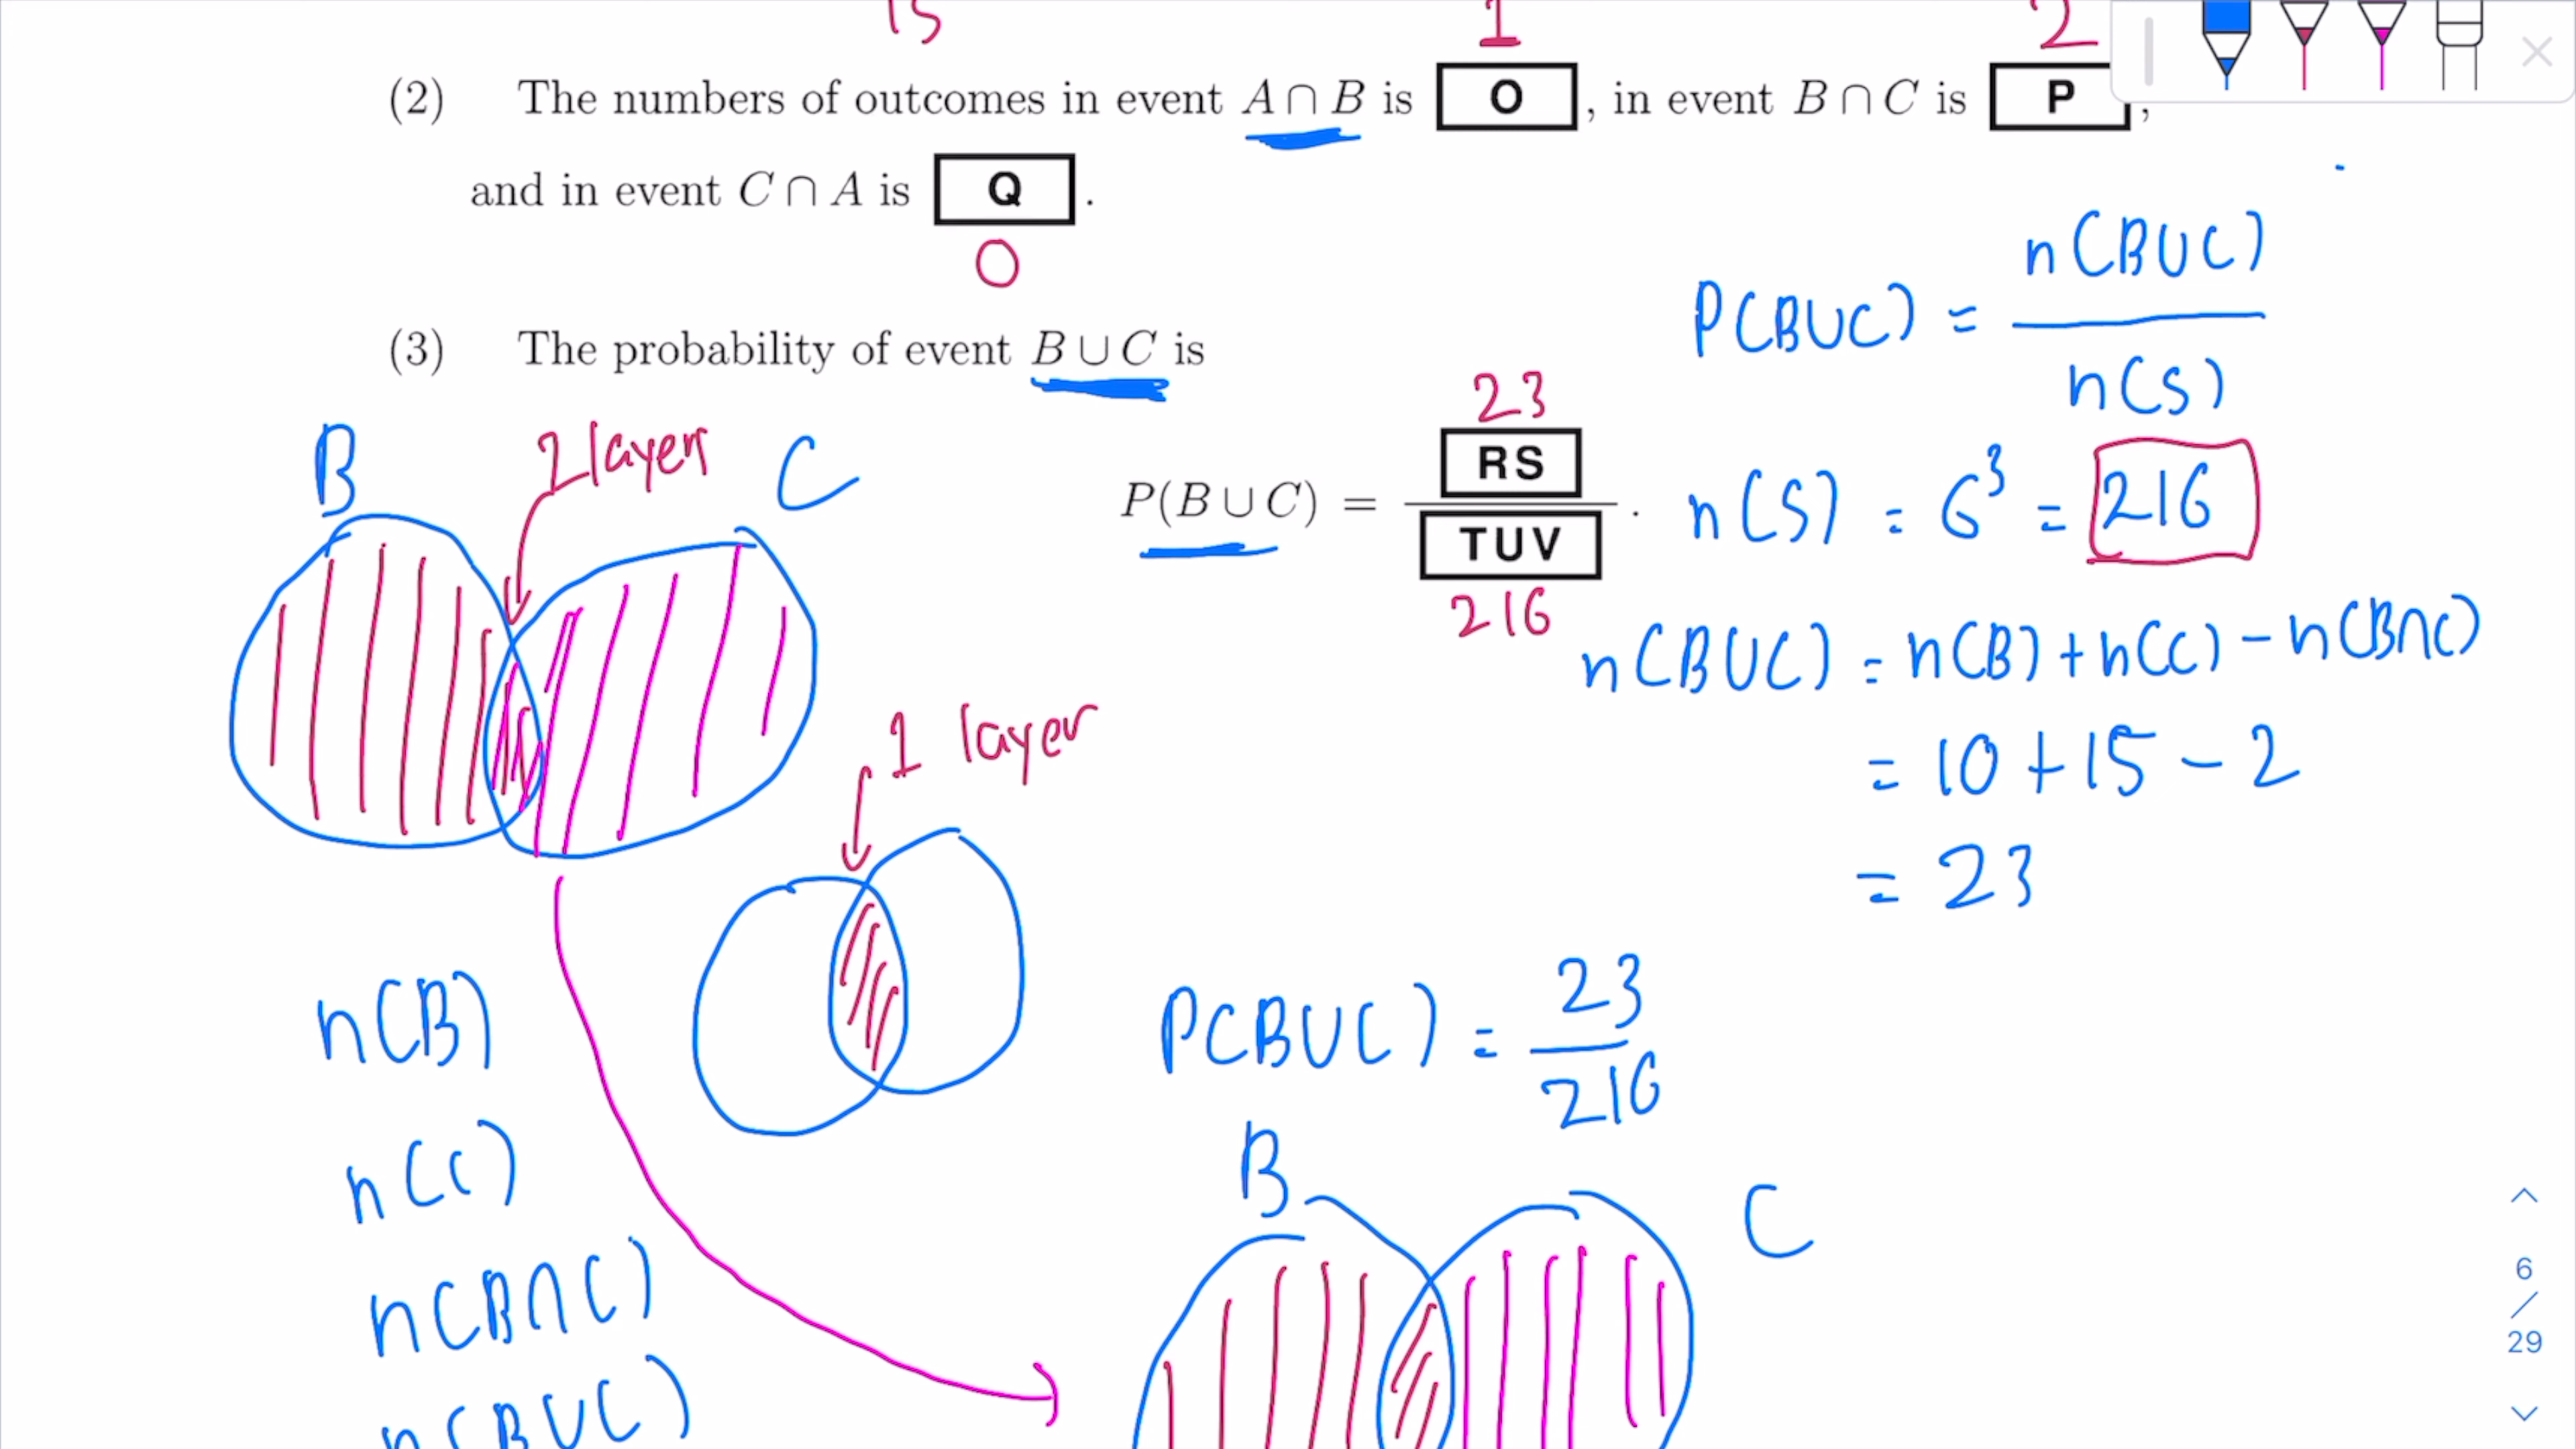 15 1 2
(2) The numbers of outcomes in event A ∩ B is O , in event B ∩ C is P ,
and in event C ∩ A is Q .
0
(3) The probability of event B ∪ C is
P(B ∪ C) = RS / TUV .
23
216
P(B∪C) = n(B∪C) / n(S)
n(S) = 6³ = 216
n(B∪C) = n(B) + n(C) − n(B∩C)
= 10 + 15 − 2
= 23
B
C
2 layers
1 layer
P(B∪C) = 23 / 216
n(B)
n(C)
n(B∩C)
n(B∪C)
B
C
6
/
29